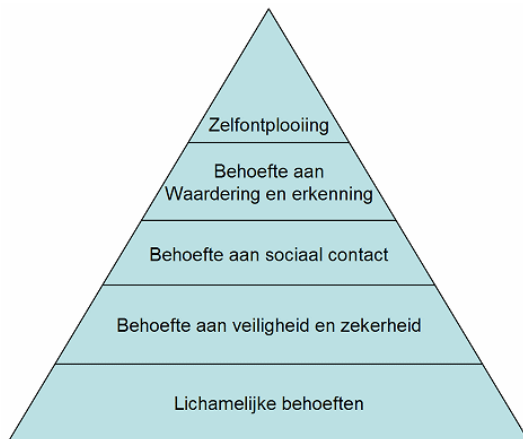 Zelfontplooiing
Behoefte aan
Waardering en erkenning
Behoefte aan sociaal contact
Behoefte aan veiligheid en zekerheid
Lichamelijke behoeften